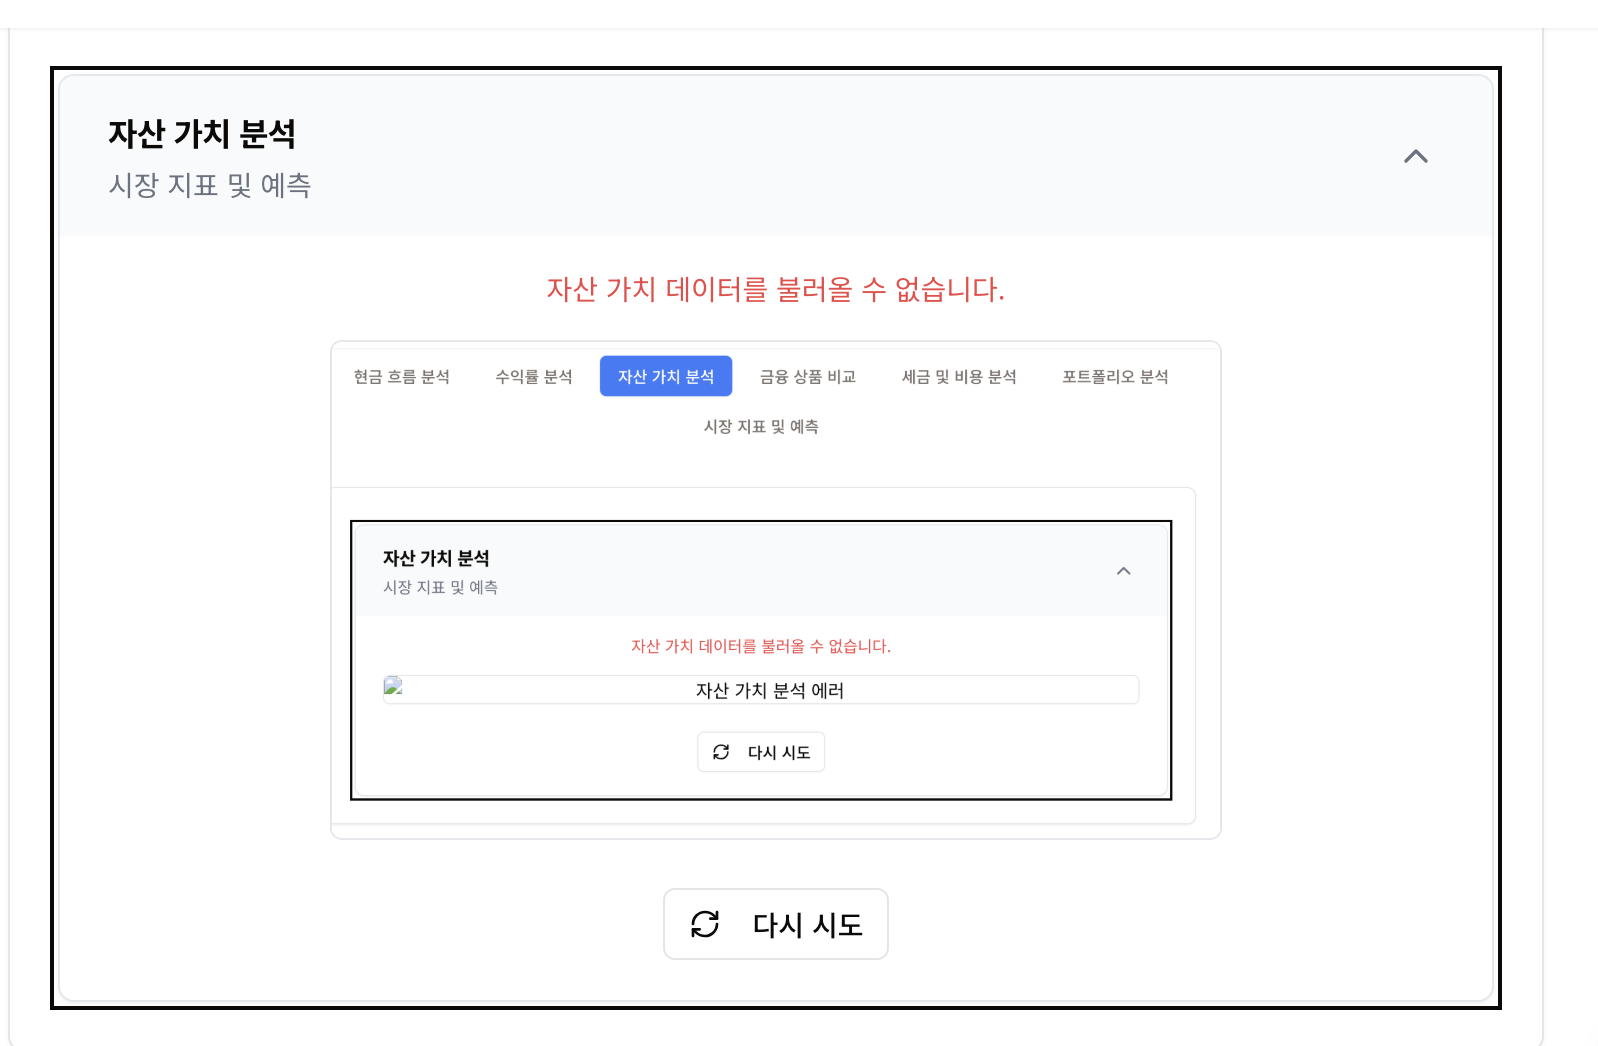 자산 가치 분석
시장 지표 및 예측
자산 가치 데이터를 불러올 수 없습니다.
현금 흐름 분석 수익률 분석 자산 가치 분석 금융 상품 비교 세금 및 비용 분석 포트폴리오 분석
시장 지표 및 예측
자산 가치 분석
시장 지표 및 예측
자산 가치 데이터를 불러올 수 없습니다.
자산 가치 분석 에러
다시 시도
다시 시도